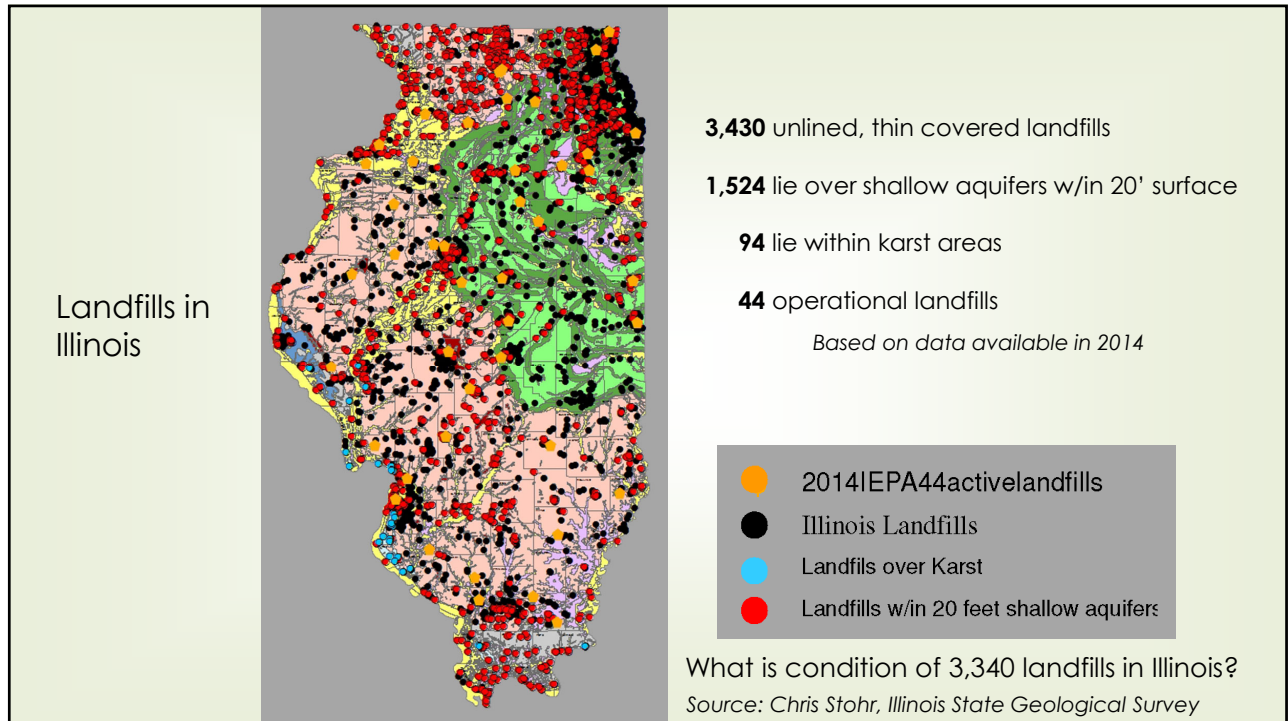 Landfills in
Illinois
3,430 unlined, thin covered landfills
1,524 lie over shallow aquifers w/in 20' surface
94 lie within karst areas
44 operational landfills
Based on data available in 2014
2014IEPA44activelandfills
Illinois Landfills
Landfils over Karst
Landfills w/in 20 feet shallow aquifers
What is condition of 3,340 landfills in Illinois?
Source: Chris Stohr, Illinois State Geological Survey